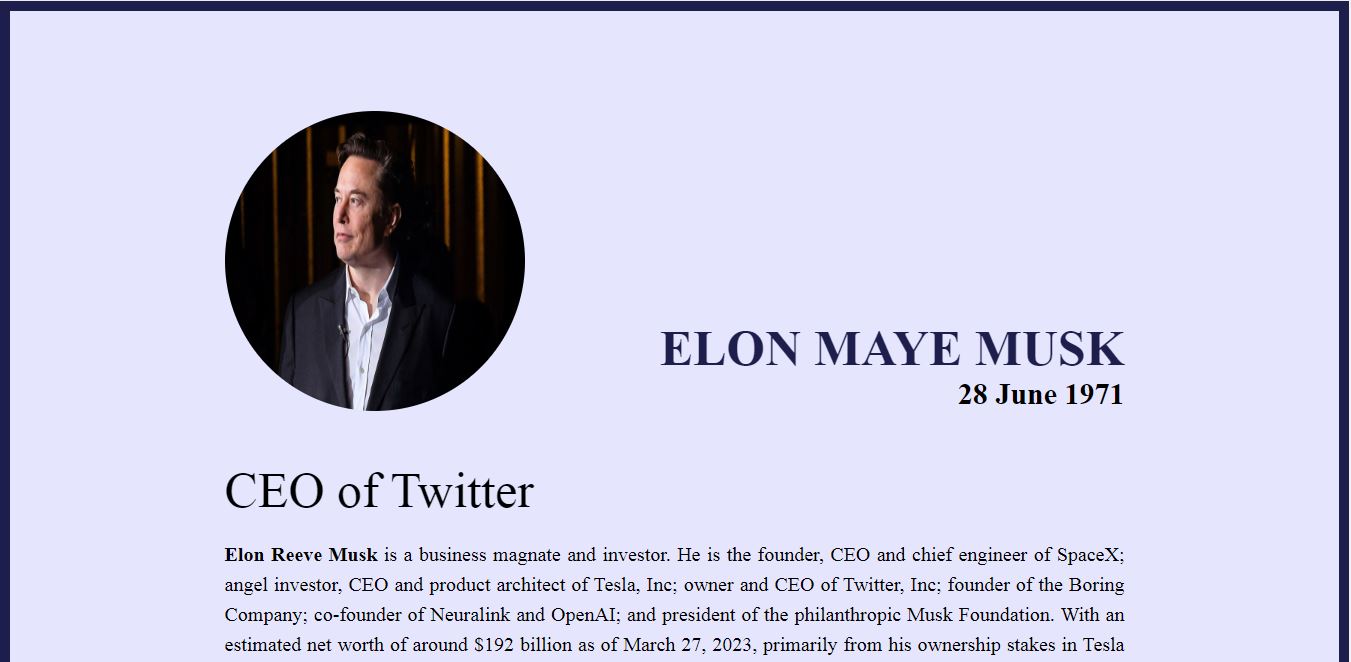 ELON MAYE MUSK
28 June 1971
CEO of Twitter
Elon Reeve Musk is a business magnate and investor. He is the founder, CEO and chief engineer of SpaceX;
angel investor, CEO and product architect of Tesla, Inc; owner and CEO of Twitter, Inc; founder of the Boring
Company; co-founder of Neuralink and OpenAI; and president of the philanthropic Musk Foundation. With an
estimated net worth of around $192 billion as of March 27, 2023, primarily from his ownership stakes in Tesla